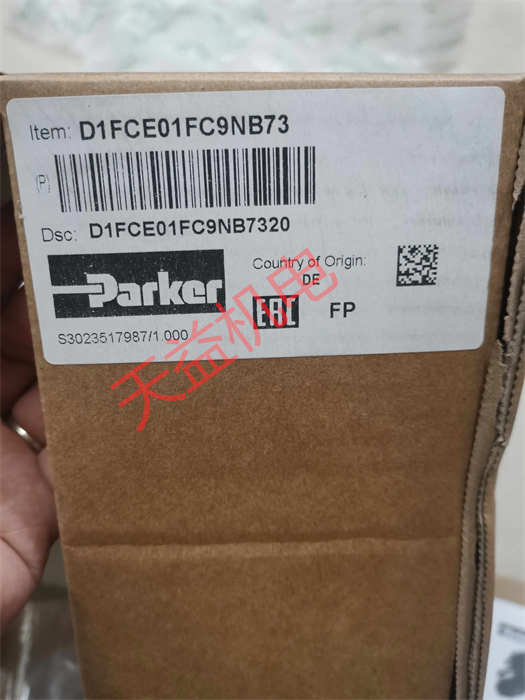 Item: D1FCE01FC9NB73
(P)
Dsc: D1FCE01FC9NB7320
Parker
Country of Origin:
DE
EAC
FP
S3023517987/1.000
天益机电